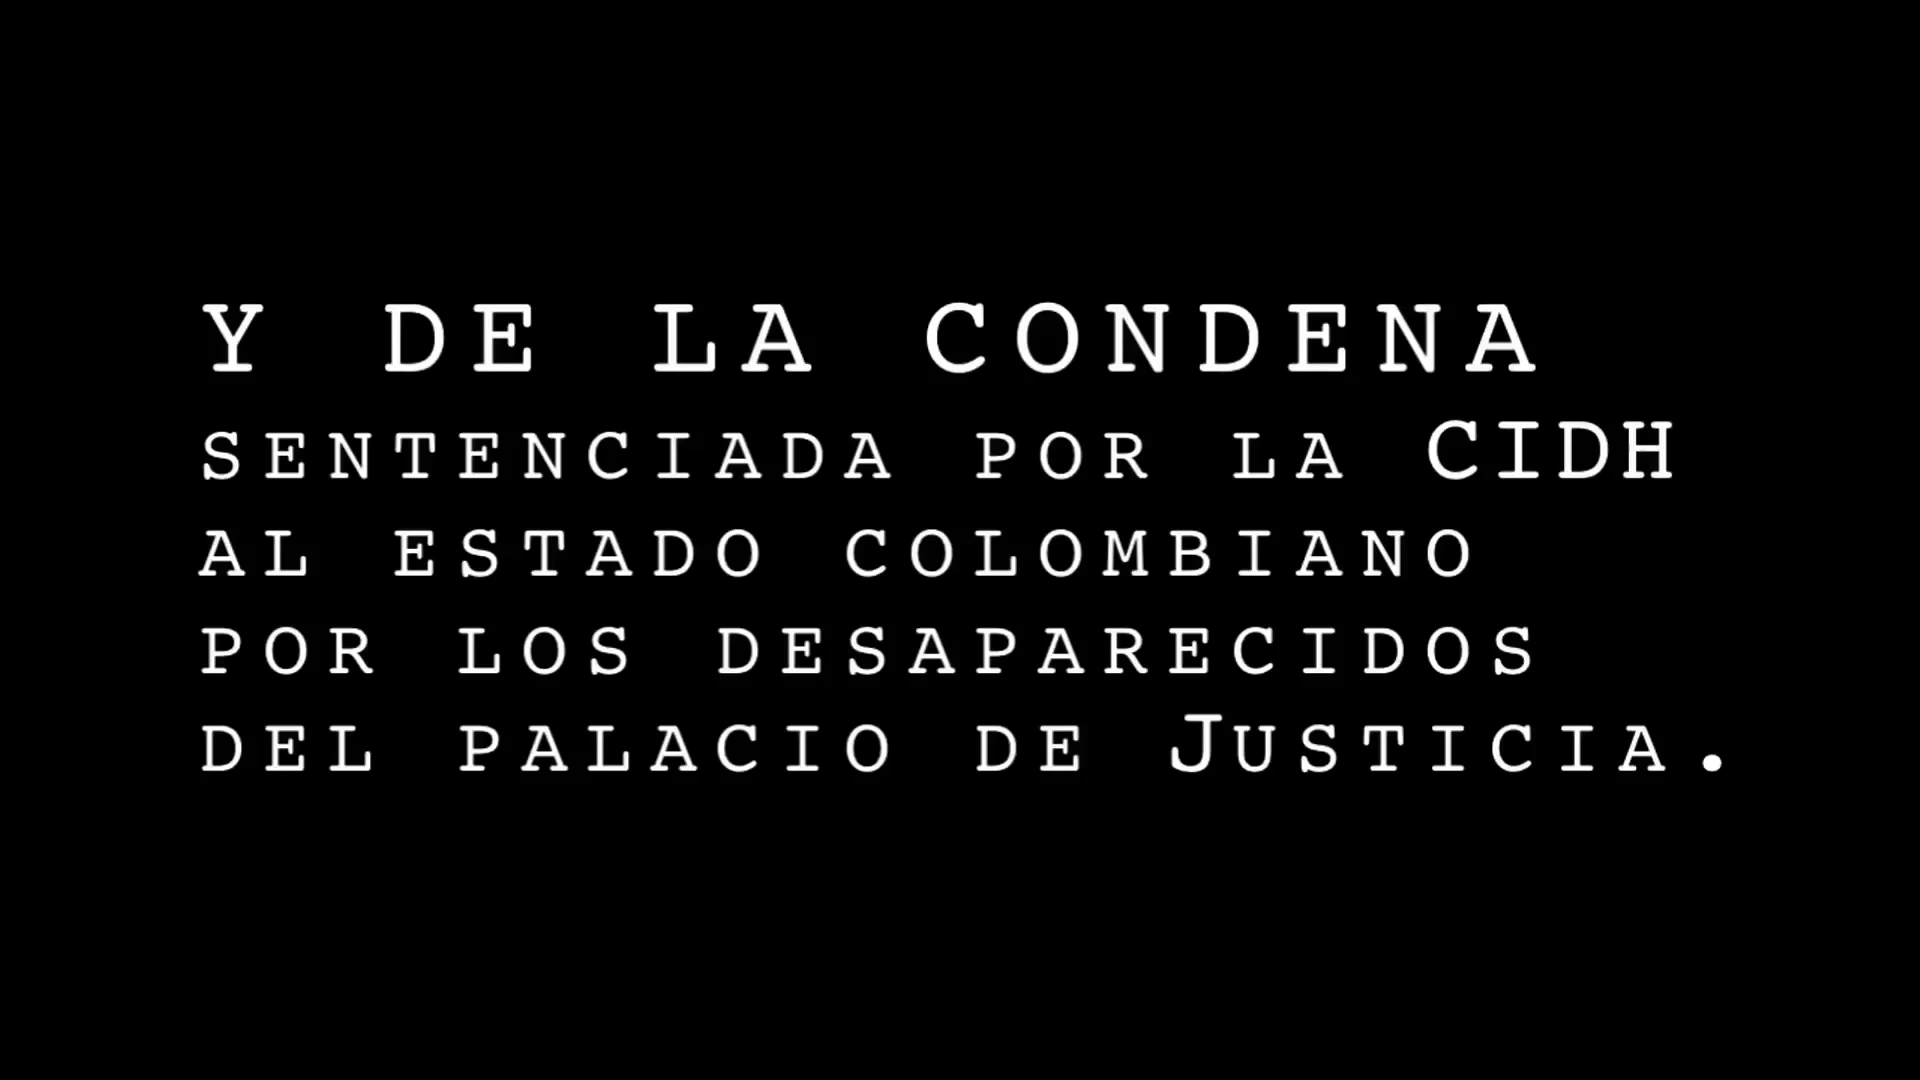 Y DE LA CONDENA
SENTENCIADA POR LA CIDH
AL ESTADO COLOMBIANO
POR LOS DESAPARECIDOS
DEL PALACIO DE JUSTICIA.